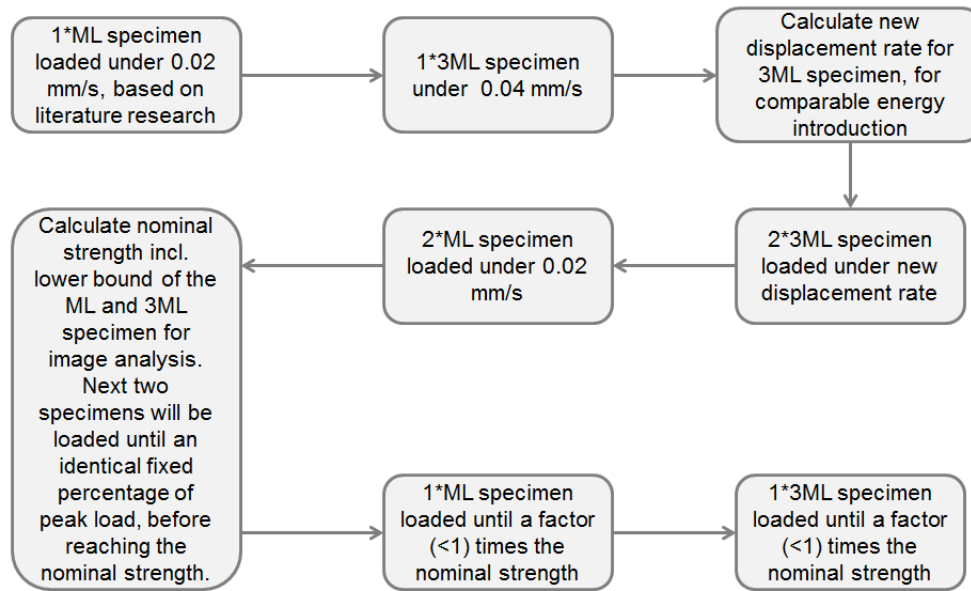 1*ML specimen
loaded under 0.02
mm/s, based on
literature research
1*3ML specimen
under  0.04 mm/s
Calculate new
displacement rate for
3ML specimen, for
comparable energy
introduction
2*3ML specimen
loaded under new
displacement rate
2*ML specimen
loaded under 0.02
mm/s
Calculate nominal
strength incl.
lower bound of the
ML and 3ML
specimen for
image analysis.
Next two
specimens will be
loaded until an
identical fixed
percentage of
peak load, before
reaching the
nominal strength.
1*ML specimen
loaded until a factor
(<1) times the
nominal strength
1*3ML specimen
loaded until a factor
(<1) times the
nominal strength